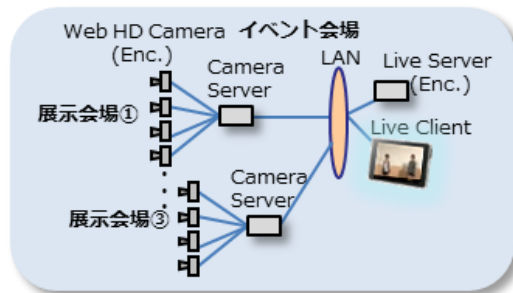 Web HD Camera イベント会場
(Enc.)
Camera
Server
LAN
Live Server
(Enc.)
展示会場①
Live Client
Camera
Server
展示会場③